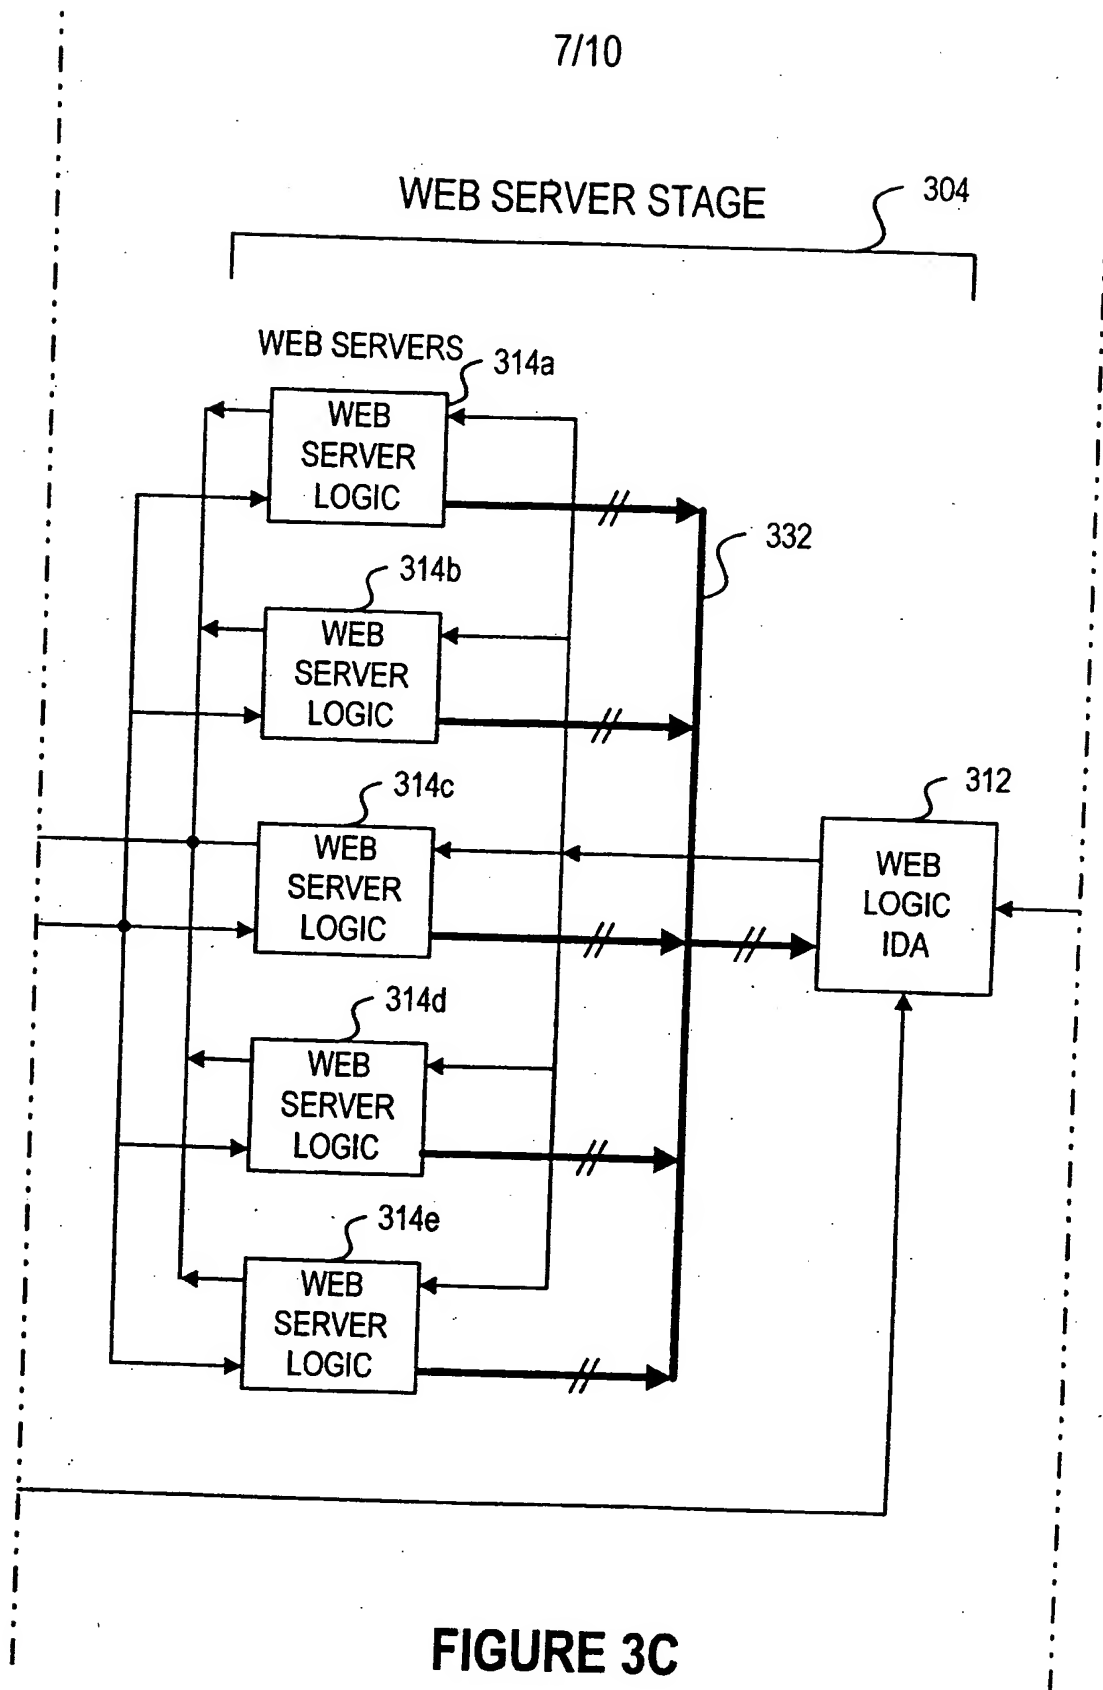 7/10
WEB SERVER STAGE
304
WEB SERVERS
314a
WEB
SERVER
LOGIC
332
314b
WEB
SERVER
LOGIC
314c
WEB
SERVER
LOGIC
312
WEB
LOGIC
IDA
314d
WEB
SERVER
LOGIC
314e
WEB
SERVER
LOGIC
FIGURE 3C